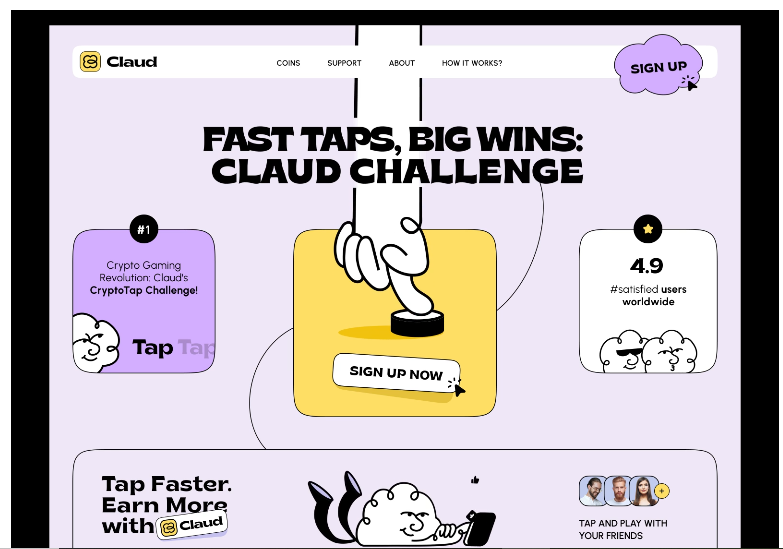 Claud
COINS
SUPPORT
ABOUT
HOW IT WORKS?
SIGN UP
FAST TAPS, BIG WINS:
CLAUD CHALLENGE
#1
Crypto Gaming
Revolution: Claud's
CryptoTap Challenge!
Tap Tap
SIGN UP NOW
4.9
#satisfied users
worldwide
Tap Faster.
Earn More
with Claud
+
TAP AND PLAY WITH
YOUR FRIENDS